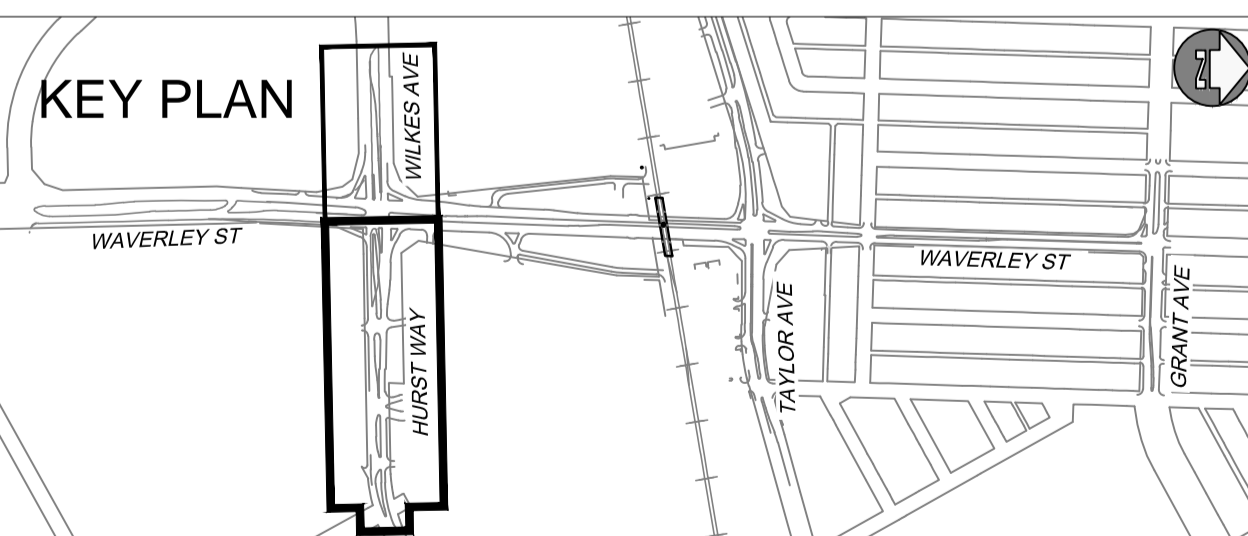 KEY PLAN
WILKES AVE
WAVERLEY ST
HURST WAY
TAYLOR AVE
WAVERLEY ST
GRANT AVE
N